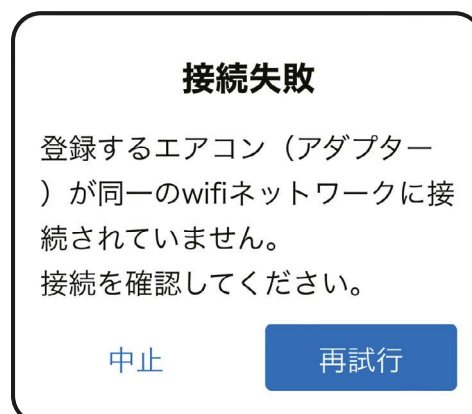 接続失敗
登録するエアコン（アダプター
）が同一のwifiネットワークに接
続されていません。
接続を確認してください。
中止
再試行